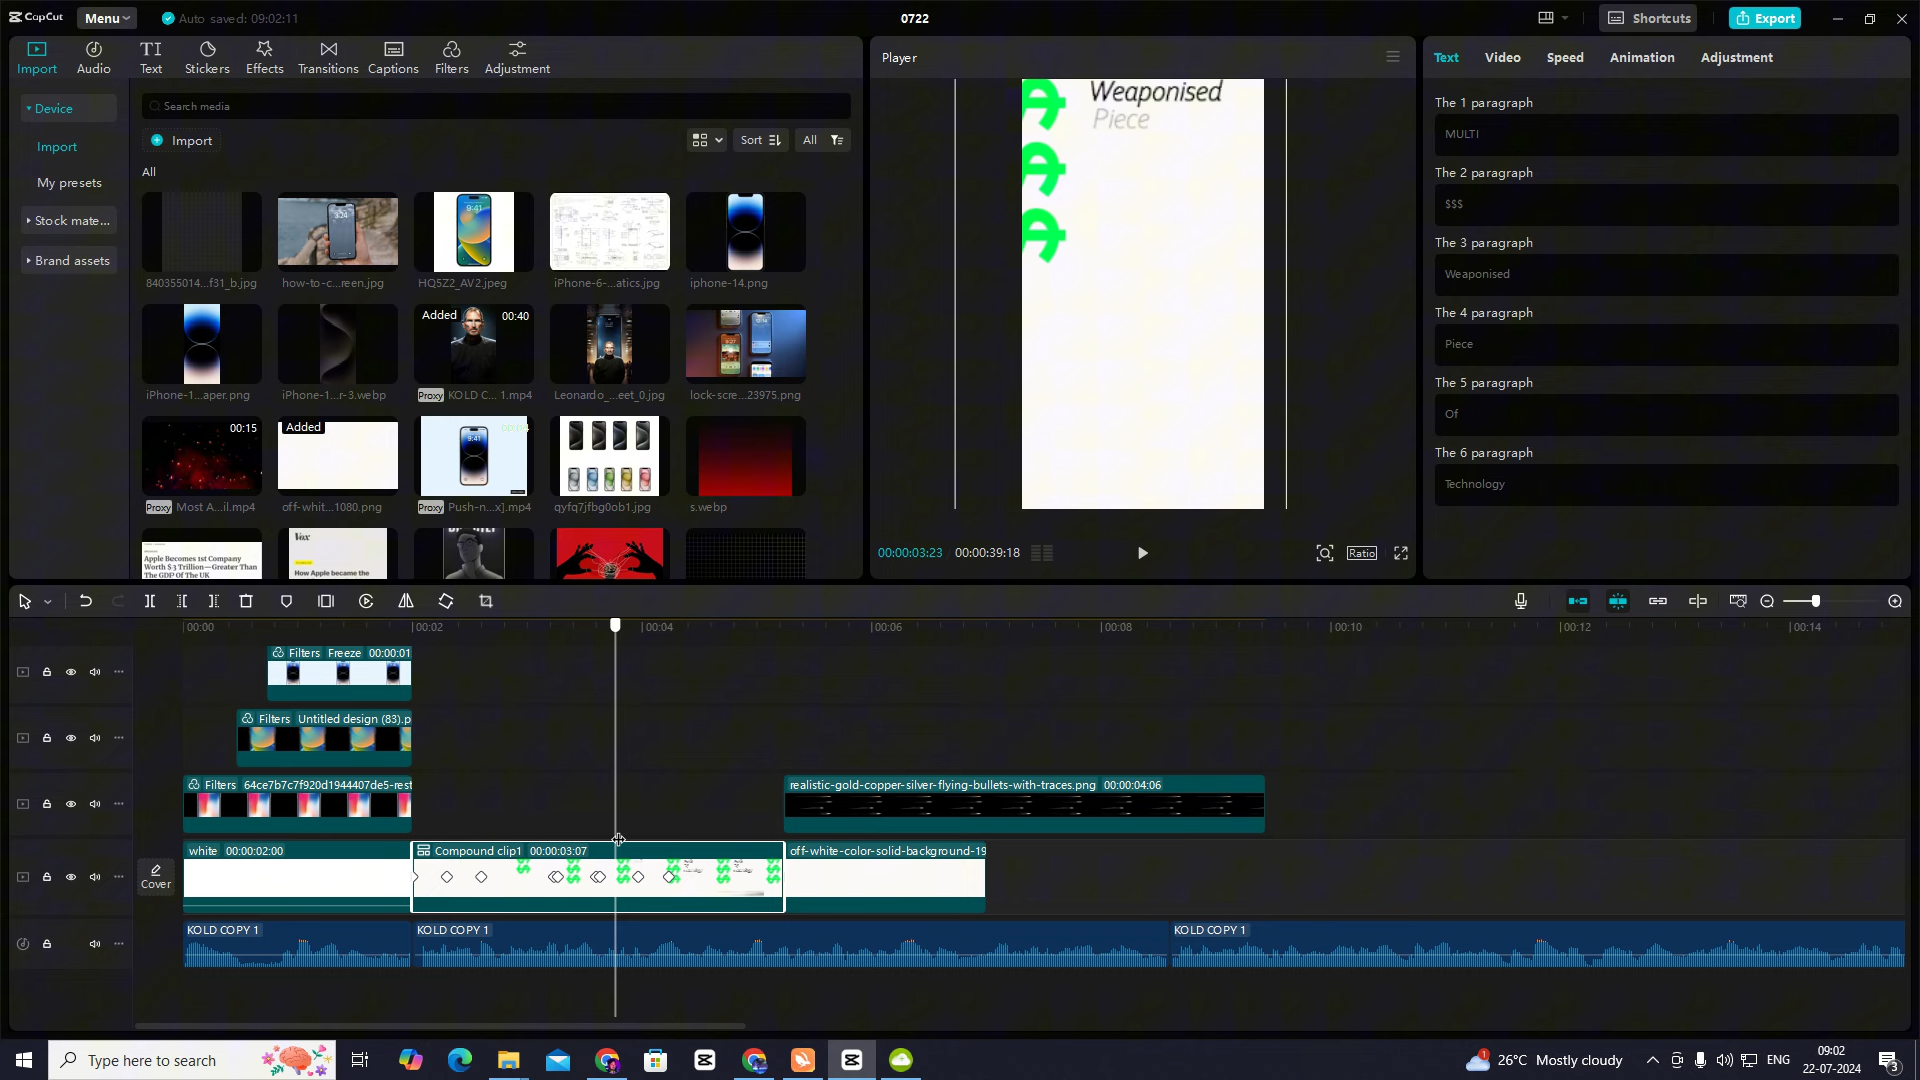 CapCut
Menu
Auto saved: 09:02:11
0722
Shortcuts
Export
Import
Audio
TI
Text
Stickers
Effects
Transitions
Captions
Filters
Adjustment
Device
Import
My presets
Stock mate...
Brand assets
Search media
Import
Sort
All
All
840355014...f31_b.jpg
how-to-c...reen.jpg
HQ5Z2_AV2.jpeg
iPhone-6-...atics.jpg
iphone-14.png
Added
00:40
iPhone-1...aper.png
iPhone-1...r-3.webp
Proxy KOLD C... 1.mp4
Leonardo_...eet_0.jpg
lock-scre...23975.png
00:15
Added
Proxy Most A...il.mp4
off-whit...1080.png
Proxy Push-n...x].mp4
qyfq7jfbg0ob1.jpg
s.webp
Apple Becomes 1st Company
Worth $ 3 Trillion—Greater Than
The GDP Of The UK
Vox
How Apple became the
Player
Weaponised
Piece
00:00:03:23
00:00:39:18
Ratio
Text
Video
Speed
Animation
Adjustment
The 1 paragraph
MULTI
The 2 paragraph
$$$
The 3 paragraph
Weaponised
The 4 paragraph
Piece
The 5 paragraph
Of
The 6 paragraph
Technology
00:00
00:02
00:04
00:06
00:08
00:10
00:12
00:14
Filters Freeze 00:00:01
Filters Untitled design (83).p
Filters 64ce7b7c7f920d1944407de5-rest
realistic-gold-copper-silver-flying-bullets-with-traces.png 00:00:04:06
Cover
white 00:00:02:00
Compound clip1 00:00:03:07
off-white-color-solid-background-19
KOLD COPY 1
KOLD COPY 1
KOLD COPY 1
Type here to search
26°C Mostly cloudy
ENG
09:02
22-07-2024
3